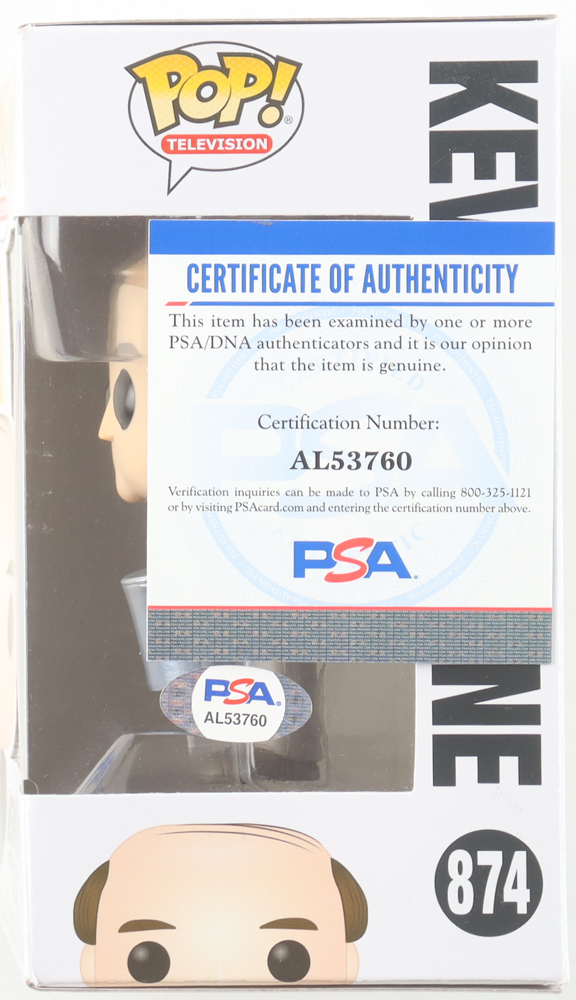 POP!
®
TELEVISION
KEV
CERTIFICATE OF AUTHENTICITY
This item has been examined by one or more
PSA/DNA authenticators and it is our opinion
that the item is genuine.
Certification Number:
AL53760
Verification inquiries can be made to PSA by calling 800-325-1121
or by visiting PSAcard.com and entering the certification number above.
PSA.
PSA.
AL53760
NE
874